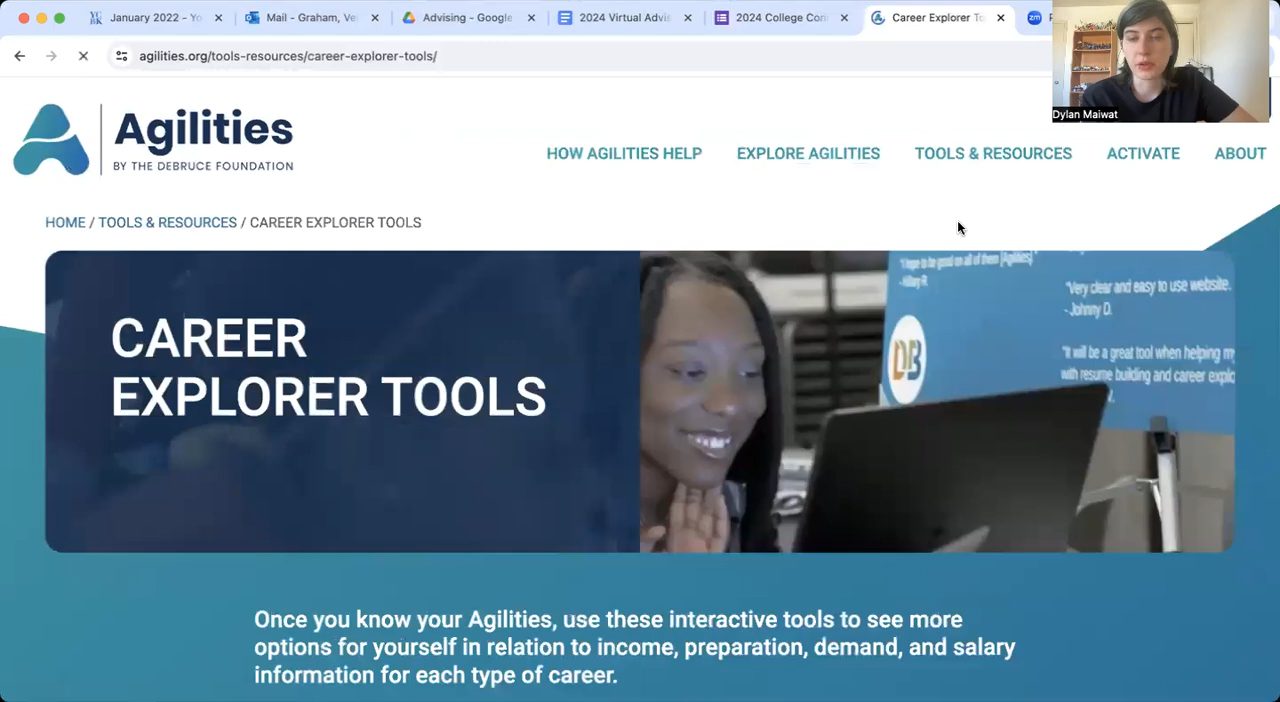 January 2022 - Yo
Mail - Graham, Ve
Advising - Google
2024 Virtual Advis
2024 College Con
Career Explorer To
zm
agilities.org/tools-resources/career-explorer-tools/
Dylan Maiwat
Agilities
BY THE DEBRUCE FOUNDATION
HOW AGILITIES HELP
EXPLORE AGILITIES
TOOLS & RESOURCES
ACTIVATE
ABOUT
HOME / TOOLS & RESOURCES / CAREER EXPLORER TOOLS
CAREER
EXPLORER TOOLS
"I hope to be good on all of them [Agilities]
- Hillary R.
"Very clear and easy to use website.
- Johnny D.
"It will be a great tool when helping my
with resume building and career explo
DB
Once you know your Agilities, use these interactive tools to see more
options for yourself in relation to income, preparation, demand, and salary
information for each type of career.